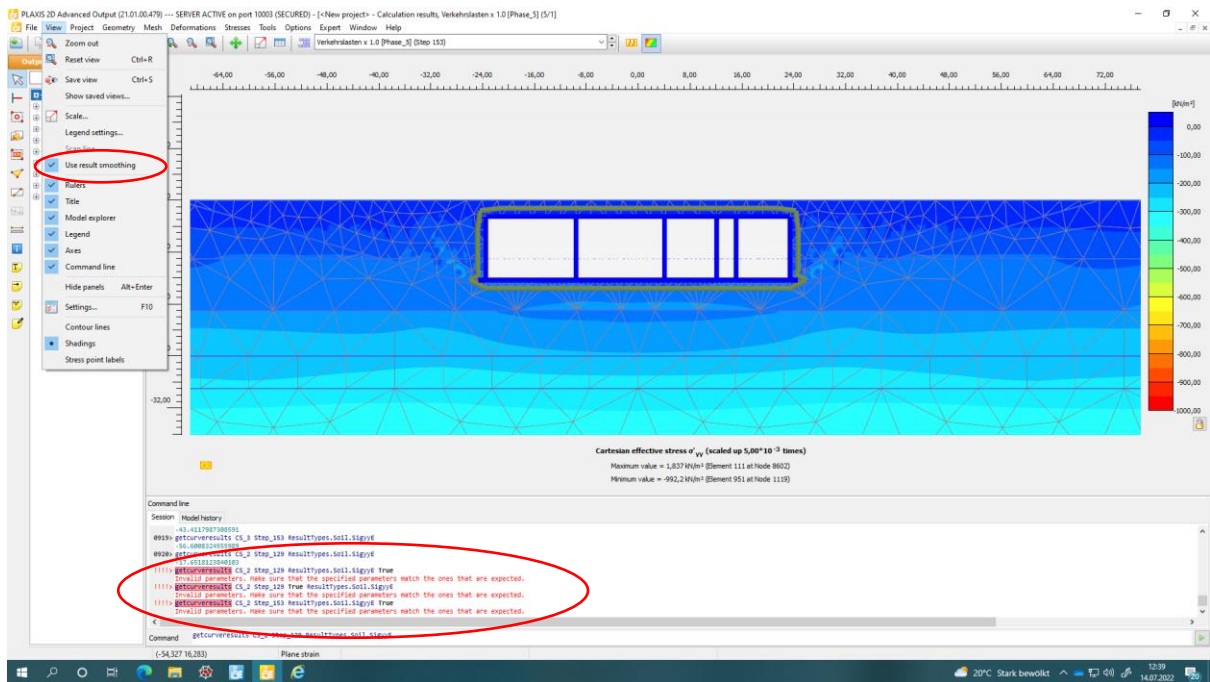 PLAXIS 2D Advanced Output (21.01.00.479) --- SERVER ACTIVE on port 10003 (SECURED) - [<New project> - Calculation results, Verkehrslasten x 1.0 [Phase_5] (5/1]
File View Project Geometry Mesh Deformations Stresses Tools Options Expert Window Help
Verkehrslasten x 1.0 [Phase_5] (Step 153)
Zoom out
Reset view Ctrl+R
Save view Ctrl+S
Show saved views...
Scale...
Legend settings...
Scan line
Use result smoothing
Rulers
Title
Model explorer
Legend
Axes
Command line
Hide panels Alt+Enter
Settings... F10
Contour lines
Shadings
Stress point labels
-64,00 -56,00 -48,00 -40,00 -32,00 -24,00 -16,00 -8,00 0,00 8,00 16,00 24,00 32,00 40,00 48,00 56,00 64,00 72,00
[kN/m²]
0,00
-100,00
-200,00
-300,00
-400,00
-500,00
-600,00
-700,00
-800,00
-900,00
-1000,00
-32,00
Cartesian effective stress σ'yy (scaled up 5,00*10⁻³ times)
Maximum value = 1,837 kN/m² (Element 111 at Node 8602)
Minimum value = -992,2 kN/m² (Element 951 at Node 1119)
Command line
Session Model history
-43.4117987308591
0919> getcurveresults CS_3 Step_153 ResultTypes.Soil.SigyyE
0920> getcurveresults CS_2 Step_129 ResultTypes.Soil.SigyyE
!!!!> getcurveresults CS_2 Step_129 ResultTypes.Soil.SigyyE True
Invalid parameters. Make sure that the specified parameters match the ones that are expected.
!!!!> getcurveresults CS_2 Step_129 True ResultTypes.Soil.SigyyE
Invalid parameters. Make sure that the specified parameters match the ones that are expected.
!!!!> getcurveresults CS_2 Step_153 ResultTypes.Soil.SigyyE True
Invalid parameters. Make sure that the specified parameters match the ones that are expected.
Command getcurveresults
(-54,327 16,283) Plane strain
20°C Stark bewölkt
12:39
14.07.2022